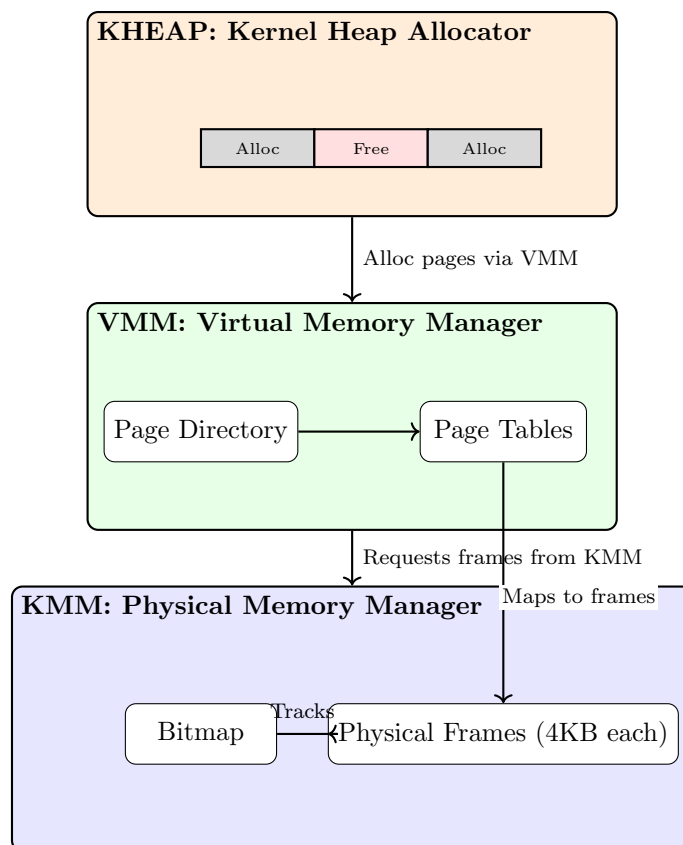 KHEAP: Kernel Heap Allocator
Alloc Free Alloc
Alloc pages via VMM
VMM: Virtual Memory Manager
Page Directory Page Tables
Requests frames from KMM
Maps to frames
KMM: Physical Memory Manager
Tracks
Bitmap Physical Frames (4KB each)